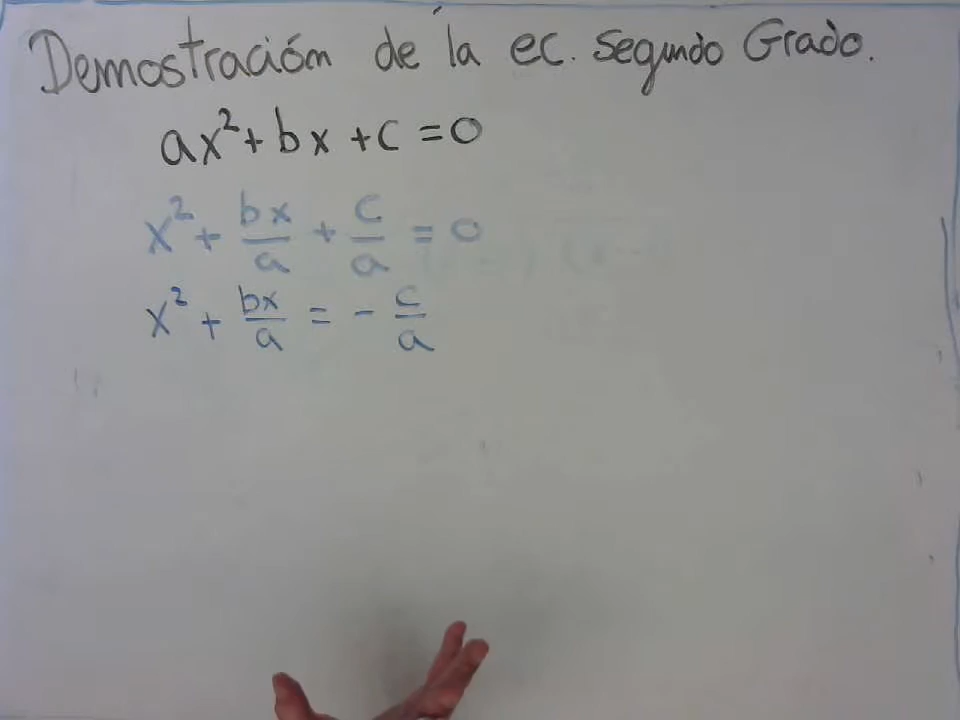 Demostración de la ec. Segundo Grado.
ax² + bx + c = 0
x² + bx/a + c/a = 0
x² + bx/a = - c/a